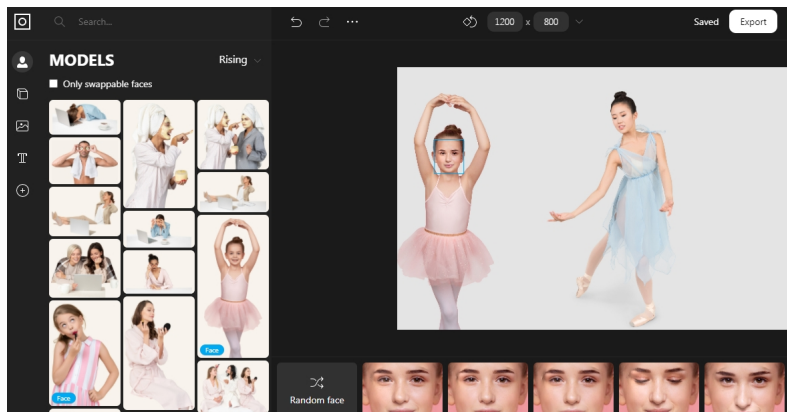 Search...
1200 x 800
Saved
Export
MODELS
Rising
Only swappable faces
Face
Face
Random face